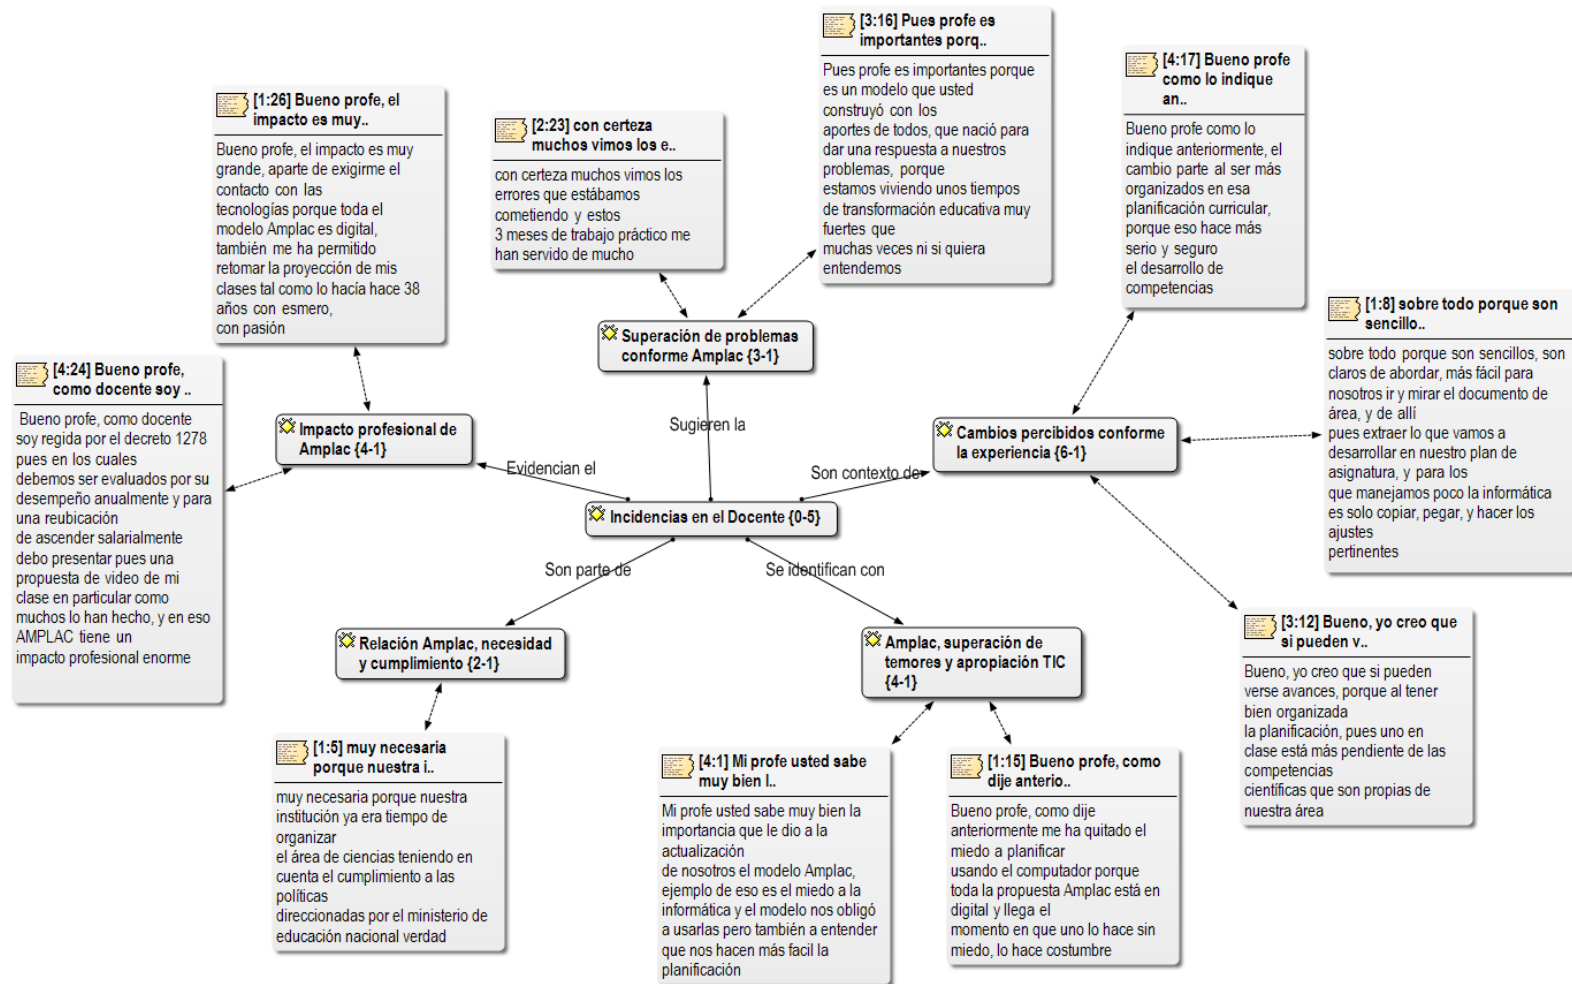 [3:16] Pues profe es
importantes porq..
Pues profe es importantes porque
es un modelo que usted
construyó con los
aportes de todos, que nació para
dar una respuesta a nuestros
problemas, porque
estamos viviendo unos tiempos
de transformación educativa muy
fuertes que
muchas veces ni si quiera
entendemos
[4:17] Bueno profe
como lo indique
an..
Bueno profe como lo
indique anteriormente, el
cambio parte al ser más
organizados en esa
planificación curricular,
porque eso hace más
serio y seguro
el desarrollo de
competencias
[1:26] Bueno profe, el
impacto es muy..
Bueno profe, el impacto es muy
grande, aparte de exigirme el
contacto con las
tecnologías porque toda el
modelo Amplac es digital,
también me ha permitido
retomar la proyección de mis
clases tal como lo hacía hace 38
años con esmero,
con pasión
[2:23] con certeza
muchos vimos los e..
con certeza muchos vimos los
errores que estábamos
cometiendo y estos
3 meses de trabajo práctico me
han servido de mucho
[1:8] sobre todo porque son
sencillo..
sobre todo porque son sencillos, son
claros de abordar, más fácil para
nosotros ir y mirar el documento de
área, y de allí
pues extraer lo que vamos a
desarrollar en nuestro plan de
asignatura, y para los
que manejamos poco la informática
es solo copiar, pegar, y hacer los
ajustes
pertinentes
Superación de problemas
conforme Amplac {3-1}
[4:24] Bueno profe,
como docente soy ..
Bueno profe, como docente
soy regida por el decreto 1278
pues en los cuales
debemos ser evaluados por su
desempeño anualmente y para
una reubicación
de ascender salarialmente
debo presentar pues una
propuesta de video de mi
clase en particular como
muchos lo han hecho, y en eso
AMPLAC tiene un
impacto profesional enorme
Impacto profesional de
Amplac {4-1}
Sugieren la
Cambios percibidos conforme
la experiencia {6-1}
Evidencian el
Son contexto de
Incidencias en el Docente {0-5}
Son parte de
Se identifican con
Relación Amplac, necesidad
y cumplimiento {2-1}
Amplac, superación de
temores y apropiación TIC
{4-1}
[3:12] Bueno, yo creo que
si pueden v..
Bueno, yo creo que si pueden
verse avances, porque al tener
bien organizada
la planificación, pues uno en
clase está más pendiente de las
competencias
científicas que son propias de
nuestra área
[1:5] muy necesaria
porque nuestra i..
muy necesaria porque nuestra
institución ya era tiempo de
organizar
el área de ciencias teniendo en
cuenta el cumplimiento a las
políticas
direccionadas por el ministerio de
educación nacional verdad
[4:1] Mi profe usted sabe
muy bien l..
Mi profe usted sabe muy bien la
importancia que le dio a la
actualización
de nosotros el modelo Amplac,
ejemplo de eso es el miedo a la
informática y el modelo nos obligó
a usarlas pero también a entender
que nos hacen más facil la
planificación
[1:15] Bueno profe, como
dije anterio..
Bueno profe, como dije
anteriormente me ha quitado el
miedo a planificar
usando el computador porque
toda la propuesta Amplac está en
digital y llega el
momento en que uno lo hace sin
miedo, lo hace costumbre